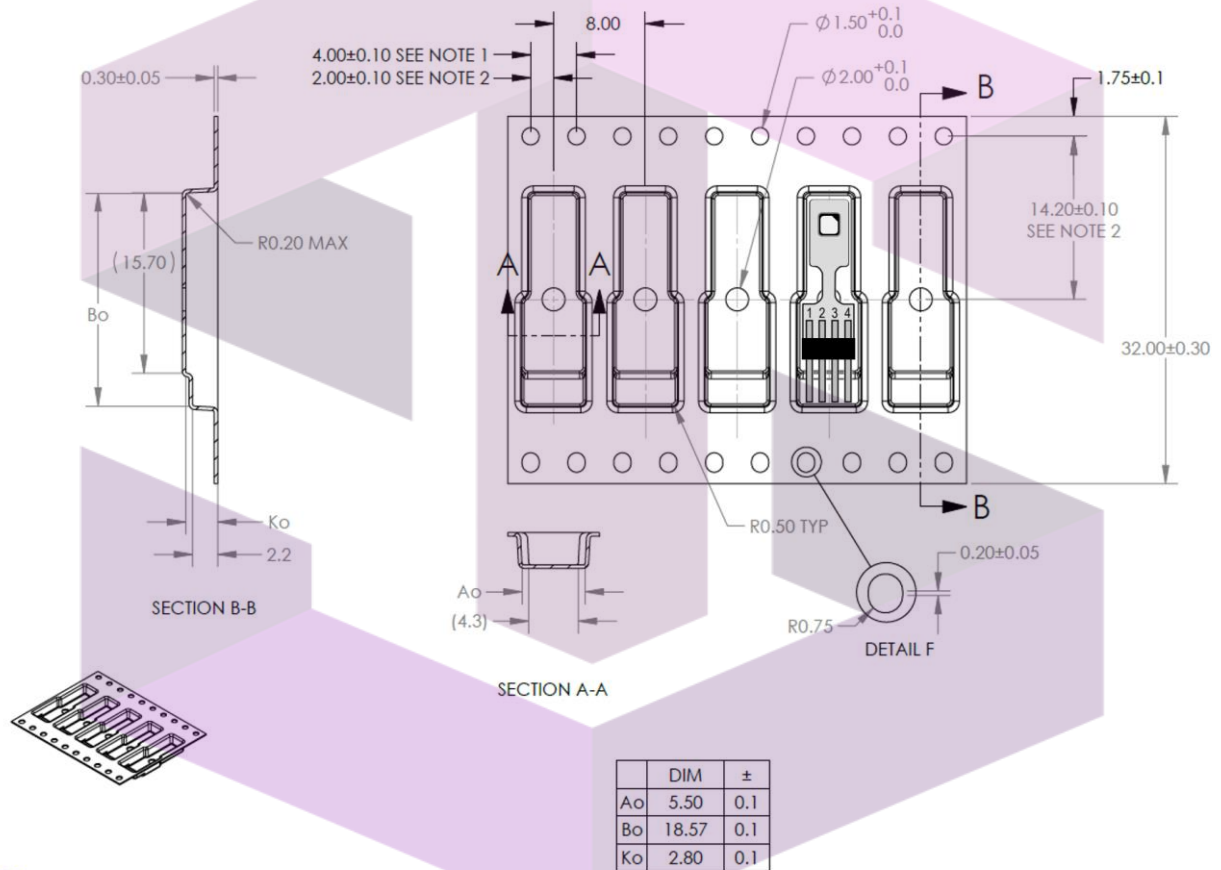 8.00
4.00±0.10 SEE NOTE 1
2.00±0.10 SEE NOTE 2
Ø1.50 +0.1 0.0
Ø2.00 +0.1 0.0
0.30±0.05
B
1.75±0.1
R0.20 MAX
(15.70)
Bo
A A
14.20±0.10
SEE NOTE 2
1 2 3 4
32.00±0.30
Ko
2.2
SECTION B-B
R0.50 TYP
B
0.20±0.05
Ao
(4.3)
R0.75
DETAIL F
SECTION A-A
DIM ±
Ao 5.50 0.1
Bo 18.57 0.1
Ko 2.80 0.1